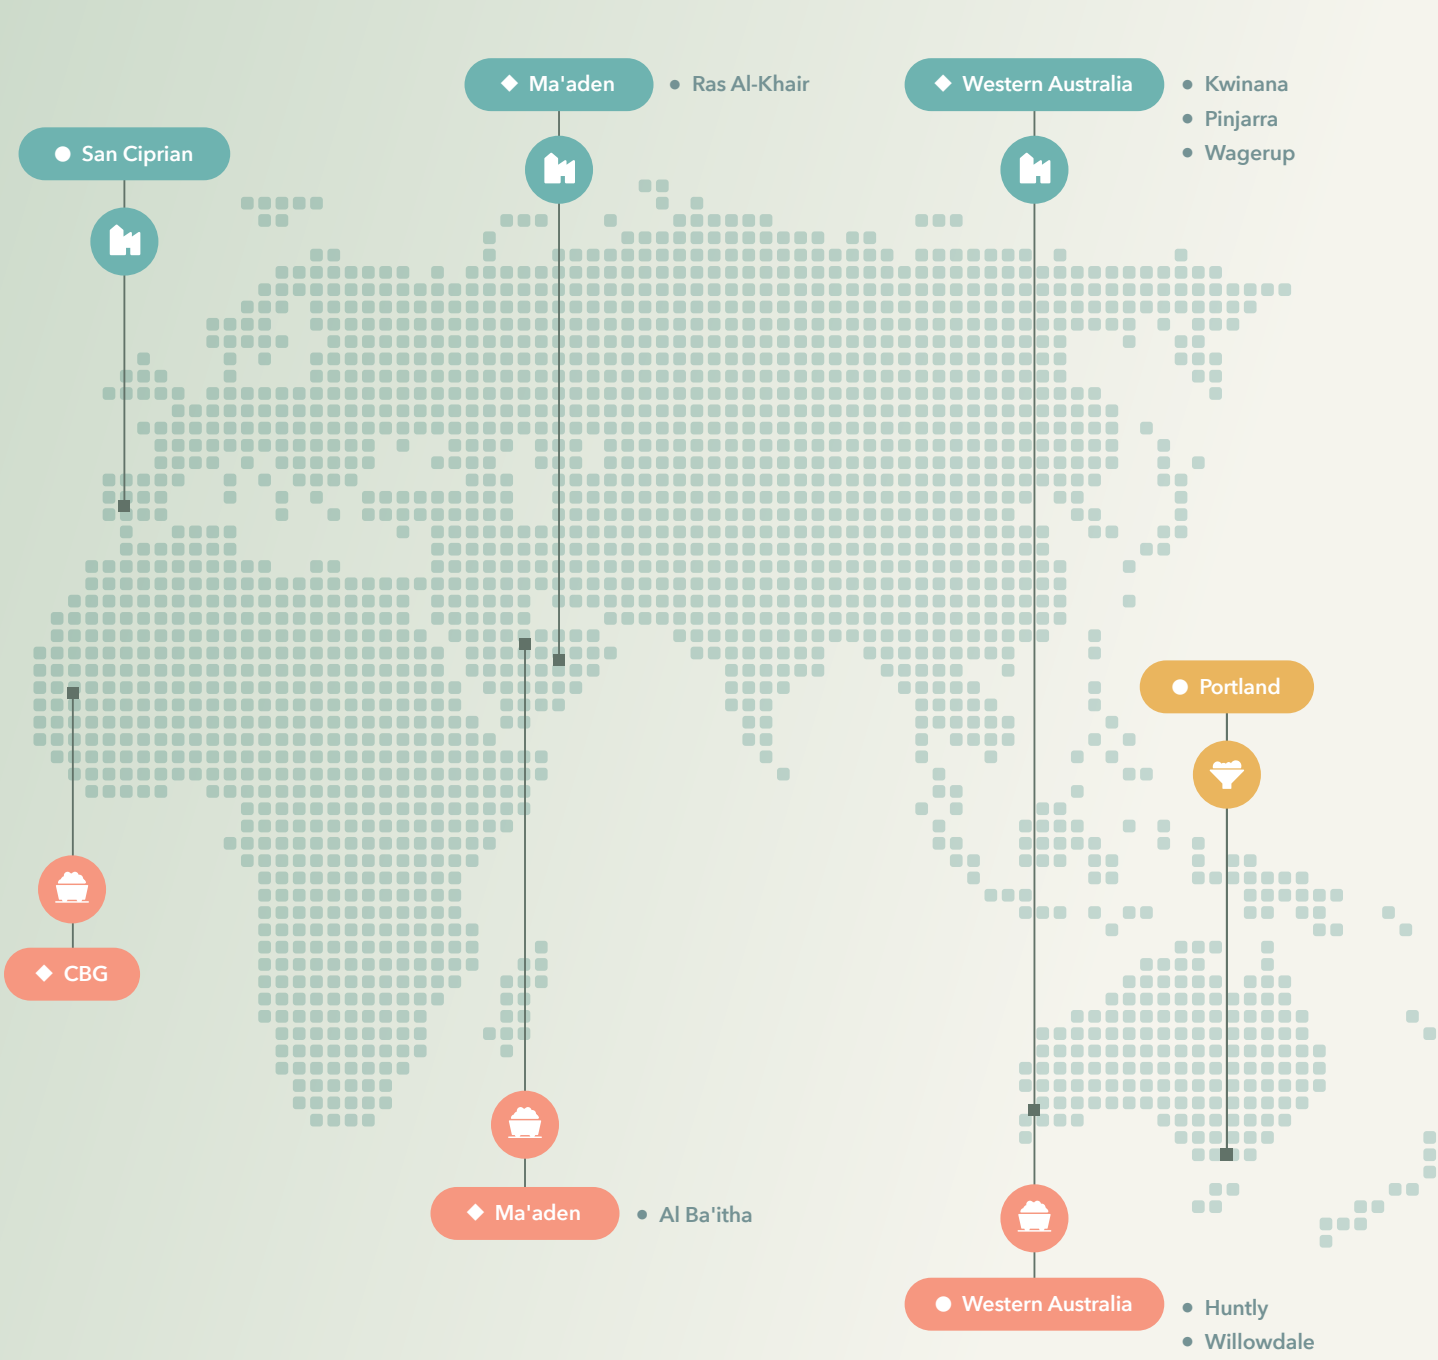 Ma'aden
Ras Al-Khair
Western Australia
Kwinana
Pinjarra
Wagerup
San Ciprian
Portland
CBG
Ma'aden
Al Ba'itha
Western Australia
Huntly
Willowdale